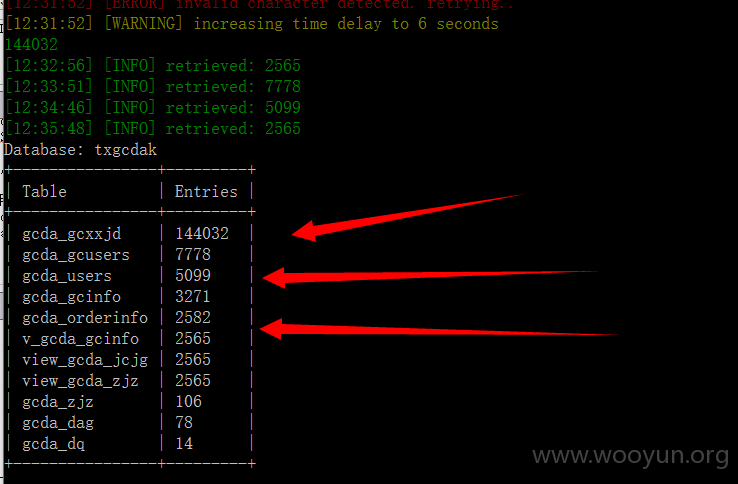 [12:31:52] [ERROR] invalid character detected. retrying..
[12:31:52] [WARNING] increasing time delay to 6 seconds
144032
[12:32:56] [INFO] retrieved: 2565
[12:33:51] [INFO] retrieved: 7778
[12:34:46] [INFO] retrieved: 5099
[12:35:48] [INFO] retrieved: 2565
Database: txgcdak
+----------------+---------+
| Table | Entries |
+----------------+---------+
| gcda_gcxxjd | 144032 |
| gcda_gcusers | 7778 |
| gcda_users | 5099 |
| gcda_gcinfo | 3271 |
| gcda_orderinfo | 2582 |
| v_gcda_gcinfo | 2565 |
| view_gcda_jcjg | 2565 |
| view_gcda_zjz | 2565 |
| gcda_zjz | 106 |
| gcda_dag | 78 |
| gcda_dq | 14 |
+----------------+---------+
www.wooyun.org